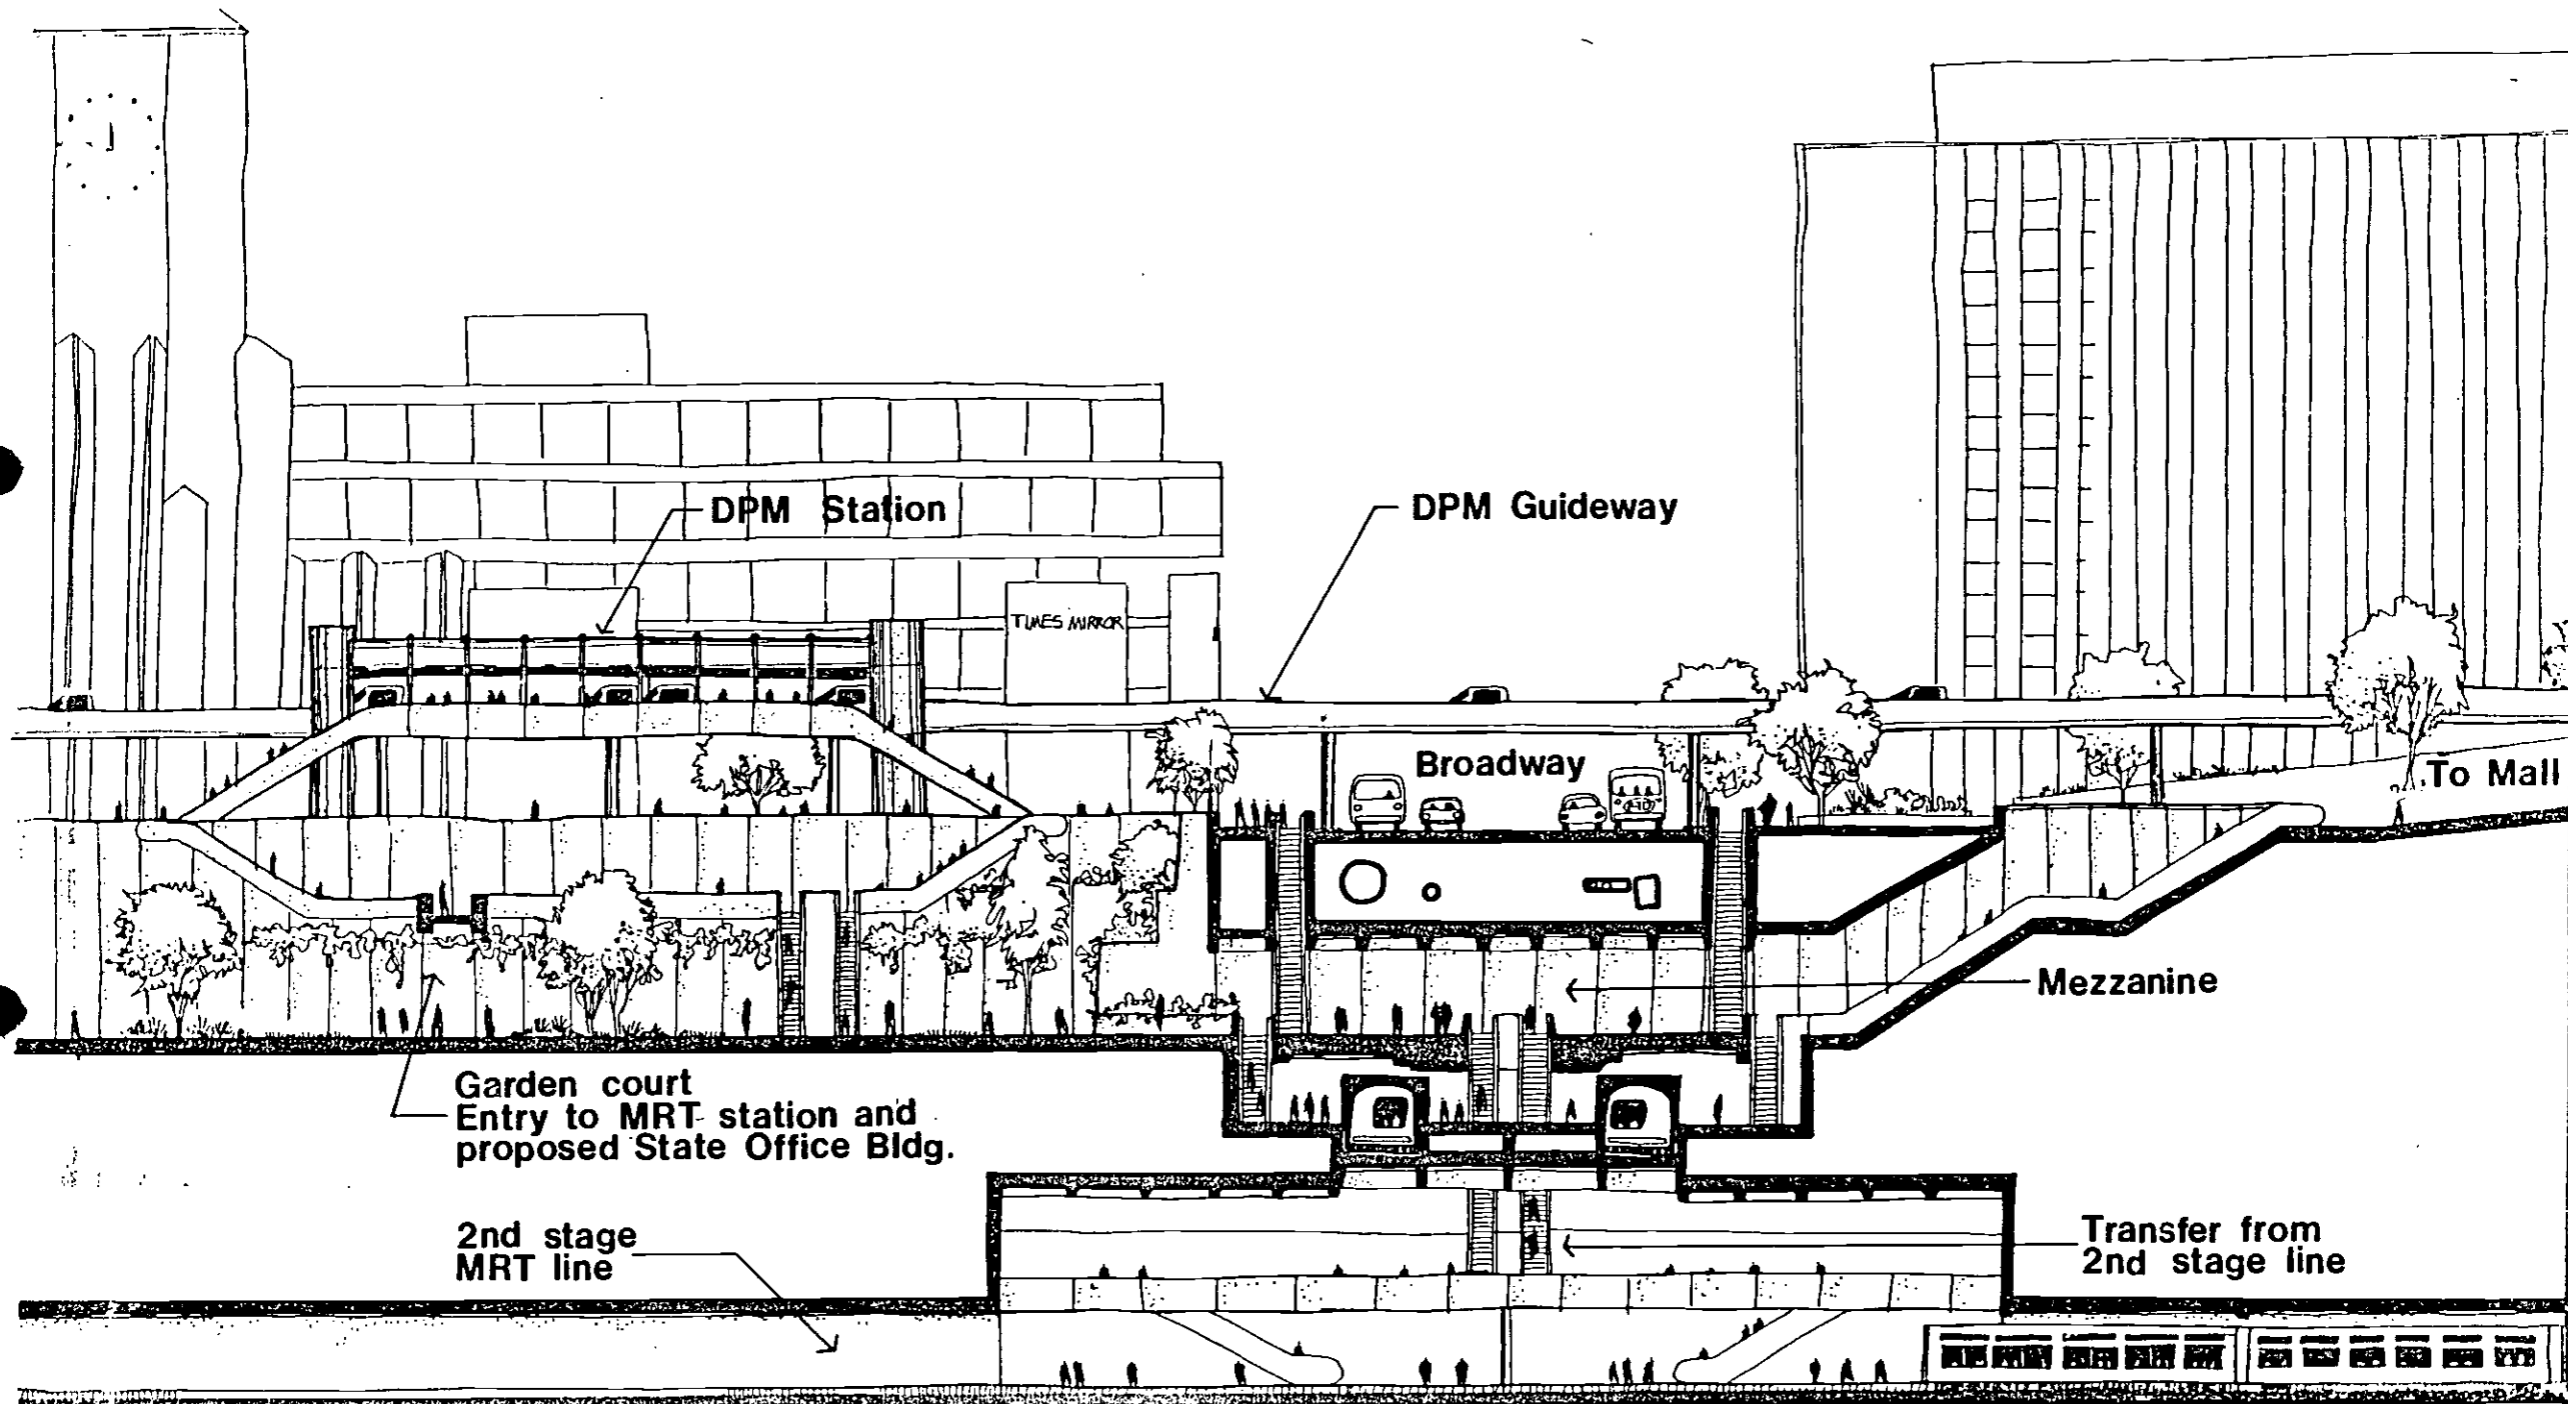 DPM Station
DPM Guideway
TIMES MIRROR
Broadway
To Mall
Mezzanine
Garden court
Entry to MRT station and
proposed State Office Bldg.
2nd stage
MRT line
Transfer from
2nd stage line